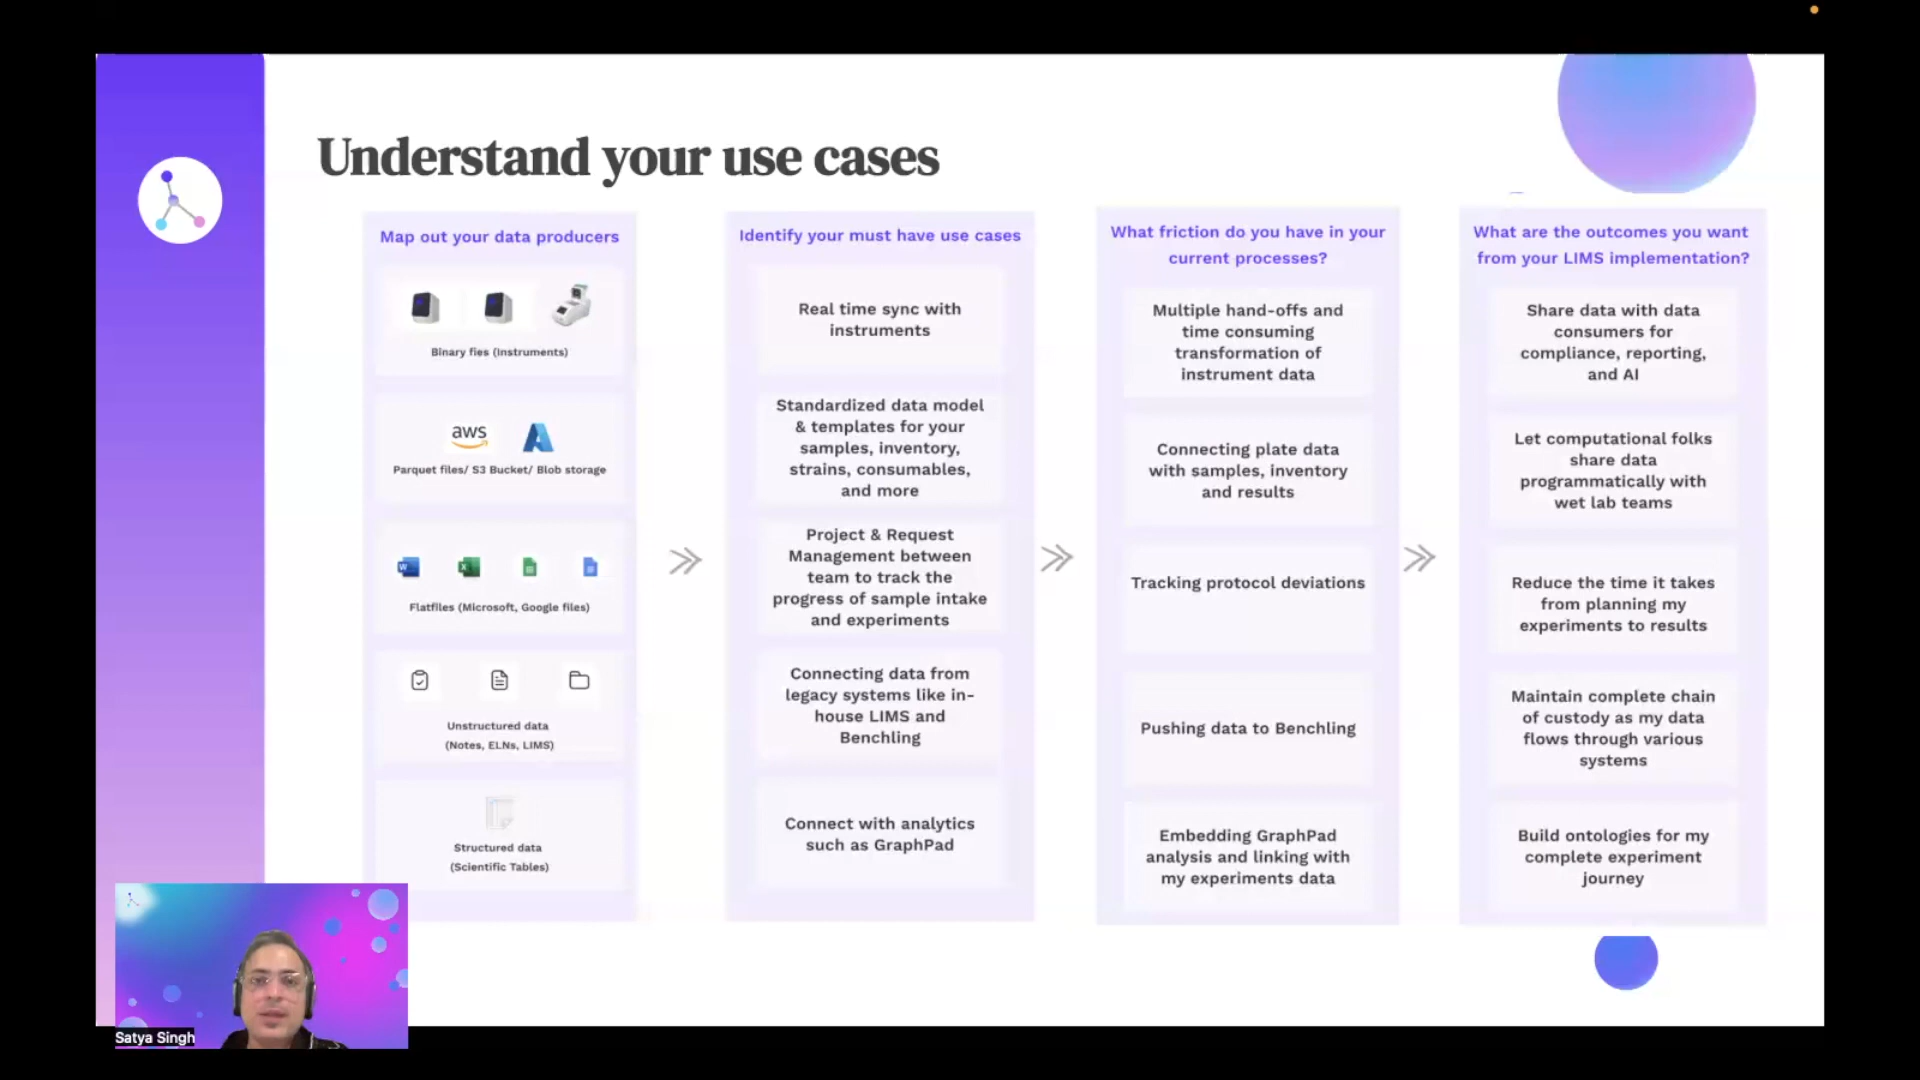 Understand your use cases
Map out your data producers
Binary fies (Instruments)
aws
Parquet files/ S3 Bucket/ Blob storage
Flatfiles (Microsoft, Google files)
Unstructured data
(Notes, ELNs, LIMS)
Structured data
(Scientific Tables)
Identify your must have use cases
Real time sync with
instruments
Standardized data model
& templates for your
samples, inventory,
strains, consumables,
and more
Project & Request
Management between
team to track the
progress of sample intake
and experiments
Connecting data from
legacy systems like in-
house LIMS and
Benchling
Connect with analytics
such as GraphPad
What friction do you have in your
current processes?
Multiple hand-offs and
time consuming
transformation of
instrument data
Connecting plate data
with samples, inventory
and results
Tracking protocol deviations
Pushing data to Benchling
Embedding GraphPad
analysis and linking with
my experiments data
What are the outcomes you want
from your LIMS implementation?
Share data with data
consumers for
compliance, reporting,
and AI
Let computational folks
share data
programmatically with
wet lab teams
Reduce the time it takes
from planning my
experiments to results
Maintain complete chain
of custody as my data
flows through various
systems
Build ontologies for my
complete experiment
journey
Satya Singh